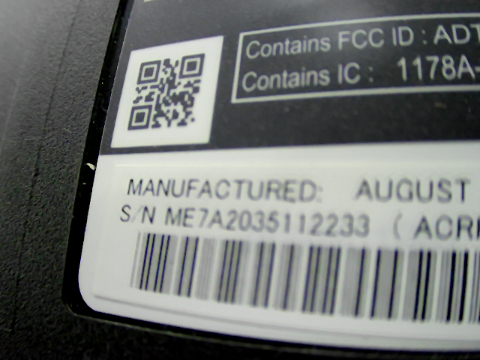 Contains FCC ID : ADT
Contains IC : 1178A-
MANUFACTURED: AUGUST
S/N ME7A2035112233 ( ACR